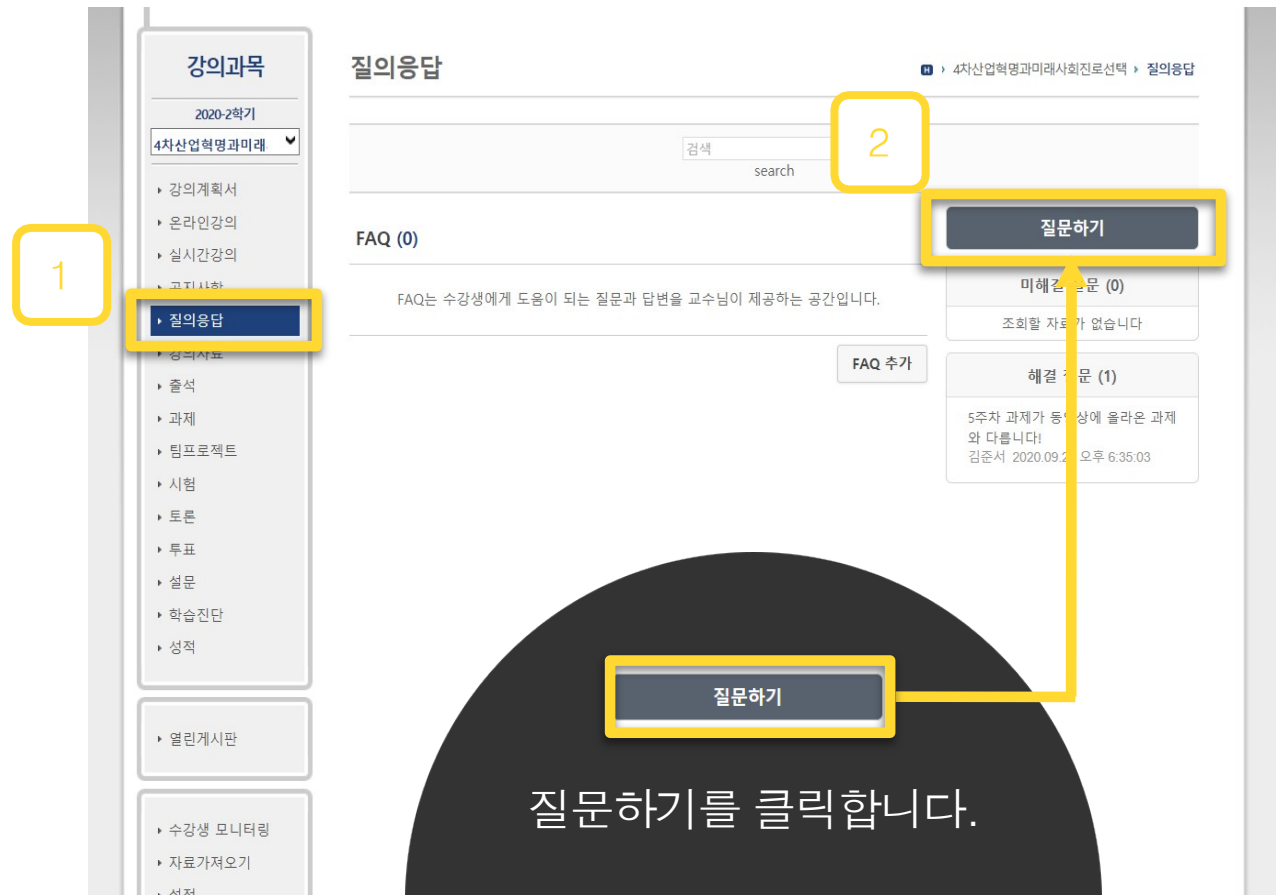 강의과목
2020-2학기
4차산업혁명과미래
강의계획서
온라인강의
실시간강의
공지사항
질의응답
강의자료
출석
과제
팀프로젝트
시험
토론
투표
설문
학습진단
성적
열린게시판
수강생 모니터링
자료가져오기
설정
1
질의응답
H 4차산업혁명과미래사회진로선택 질의응답
검색
search
2
FAQ (0)
FAQ는 수강생에게 도움이 되는 질문과 답변을 교수님이 제공하는 공간입니다.
FAQ 추가
질문하기
미해결 질문 (0)
조회할 자료가 없습니다
해결 질문 (1)
5주차 과제가 동영상에 올라온 과제
와 다릅니다!
김준서 2020.09.2 오후 6:35:03
질문하기
질문하기를 클릭합니다.